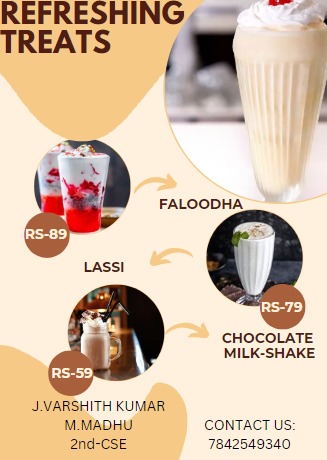 REFRESHING
TREATS
FALOODHA
RS-89
LASSI
RS-79
CHOCOLATE
MILK-SHAKE
RS-59
J.VARSHITH KUMAR
M.MADHU
2nd-CSE
CONTACT US:
7842549340